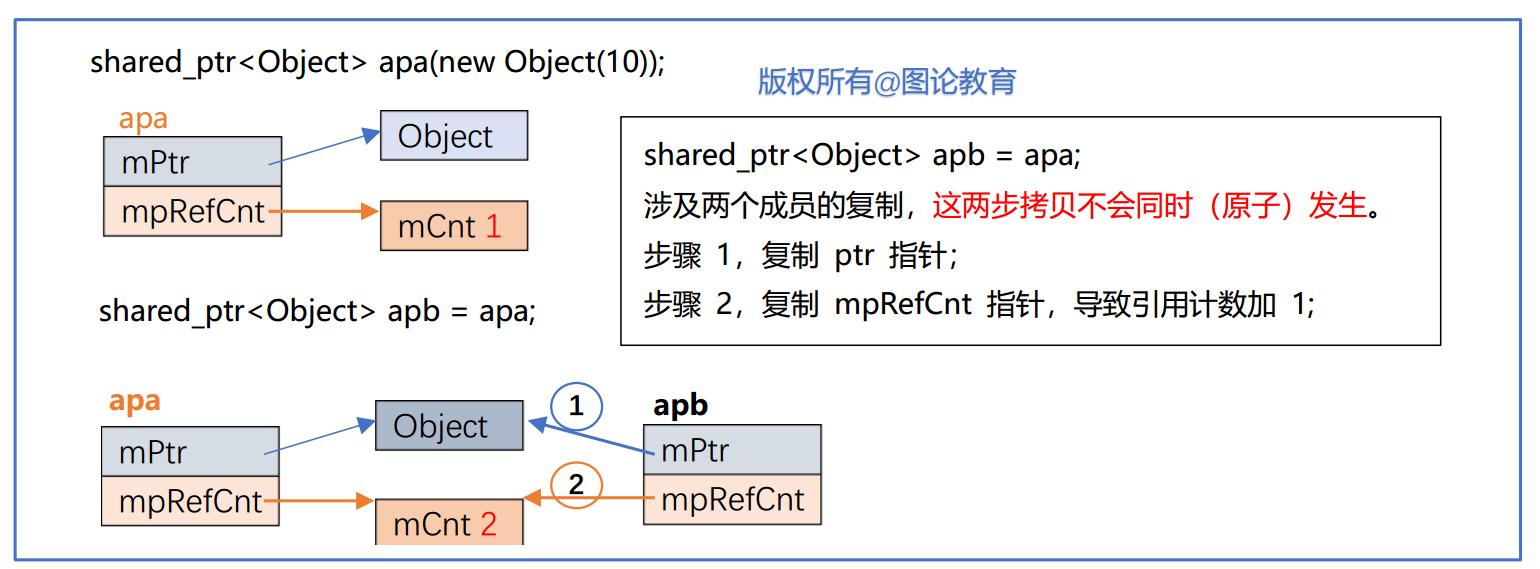 shared_ptr<Object> apa(new Object(10));
版权所有@图论教育
apa
mPtr
Object
mpRefCnt
mCnt 1
shared_ptr<Object> apb = apa;
涉及两个成员的复制，这两步拷贝不会同时（原子）发生。
步骤 1，复制 ptr 指针；
步骤 2，复制 mpRefCnt 指针，导致引用计数加 1;
shared_ptr<Object> apb = apa;
apa
mPtr
mpRefCnt
Object
mCnt 2
1
2
apb
mPtr
mpRefCnt